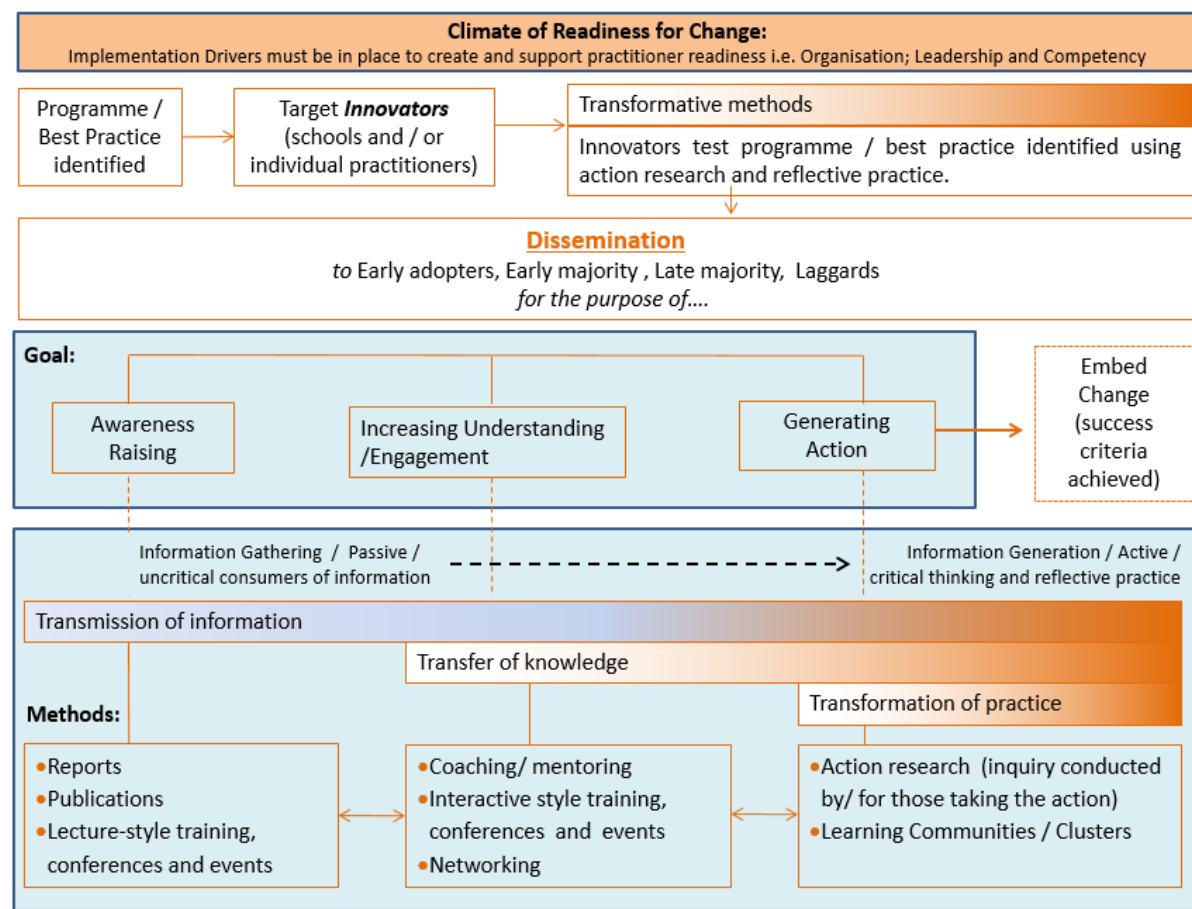 Climate of Readiness for Change:
Implementation Drivers must be in place to create and support practitioner readiness i.e. Organisation; Leadership and Competency
Programme /
Best Practice
identified
Target Innovators
(schools and / or
individual practitioners)
Transformative methods
Innovators test programme / best practice identified using
action research and reflective practice.
Dissemination
to Early adopters, Early majority , Late majority, Laggards
for the purpose of....
Goal:
Awareness
Raising
Increasing Understanding
/Engagement
Generating
Action
Embed
Change
(success
criteria
achieved)
Information Gathering / Passive /
uncritical consumers of information
Information Generation / Active /
critical thinking and reflective practice
Transmission of information
Transfer of knowledge
Transformation of practice
Methods:
•Reports
•Publications
•Lecture-style training,
conferences and events
•Coaching/ mentoring
•Interactive style training,
conferences and events
•Networking
•Action research (inquiry conducted
by/ for those taking the action)
•Learning Communities / Clusters